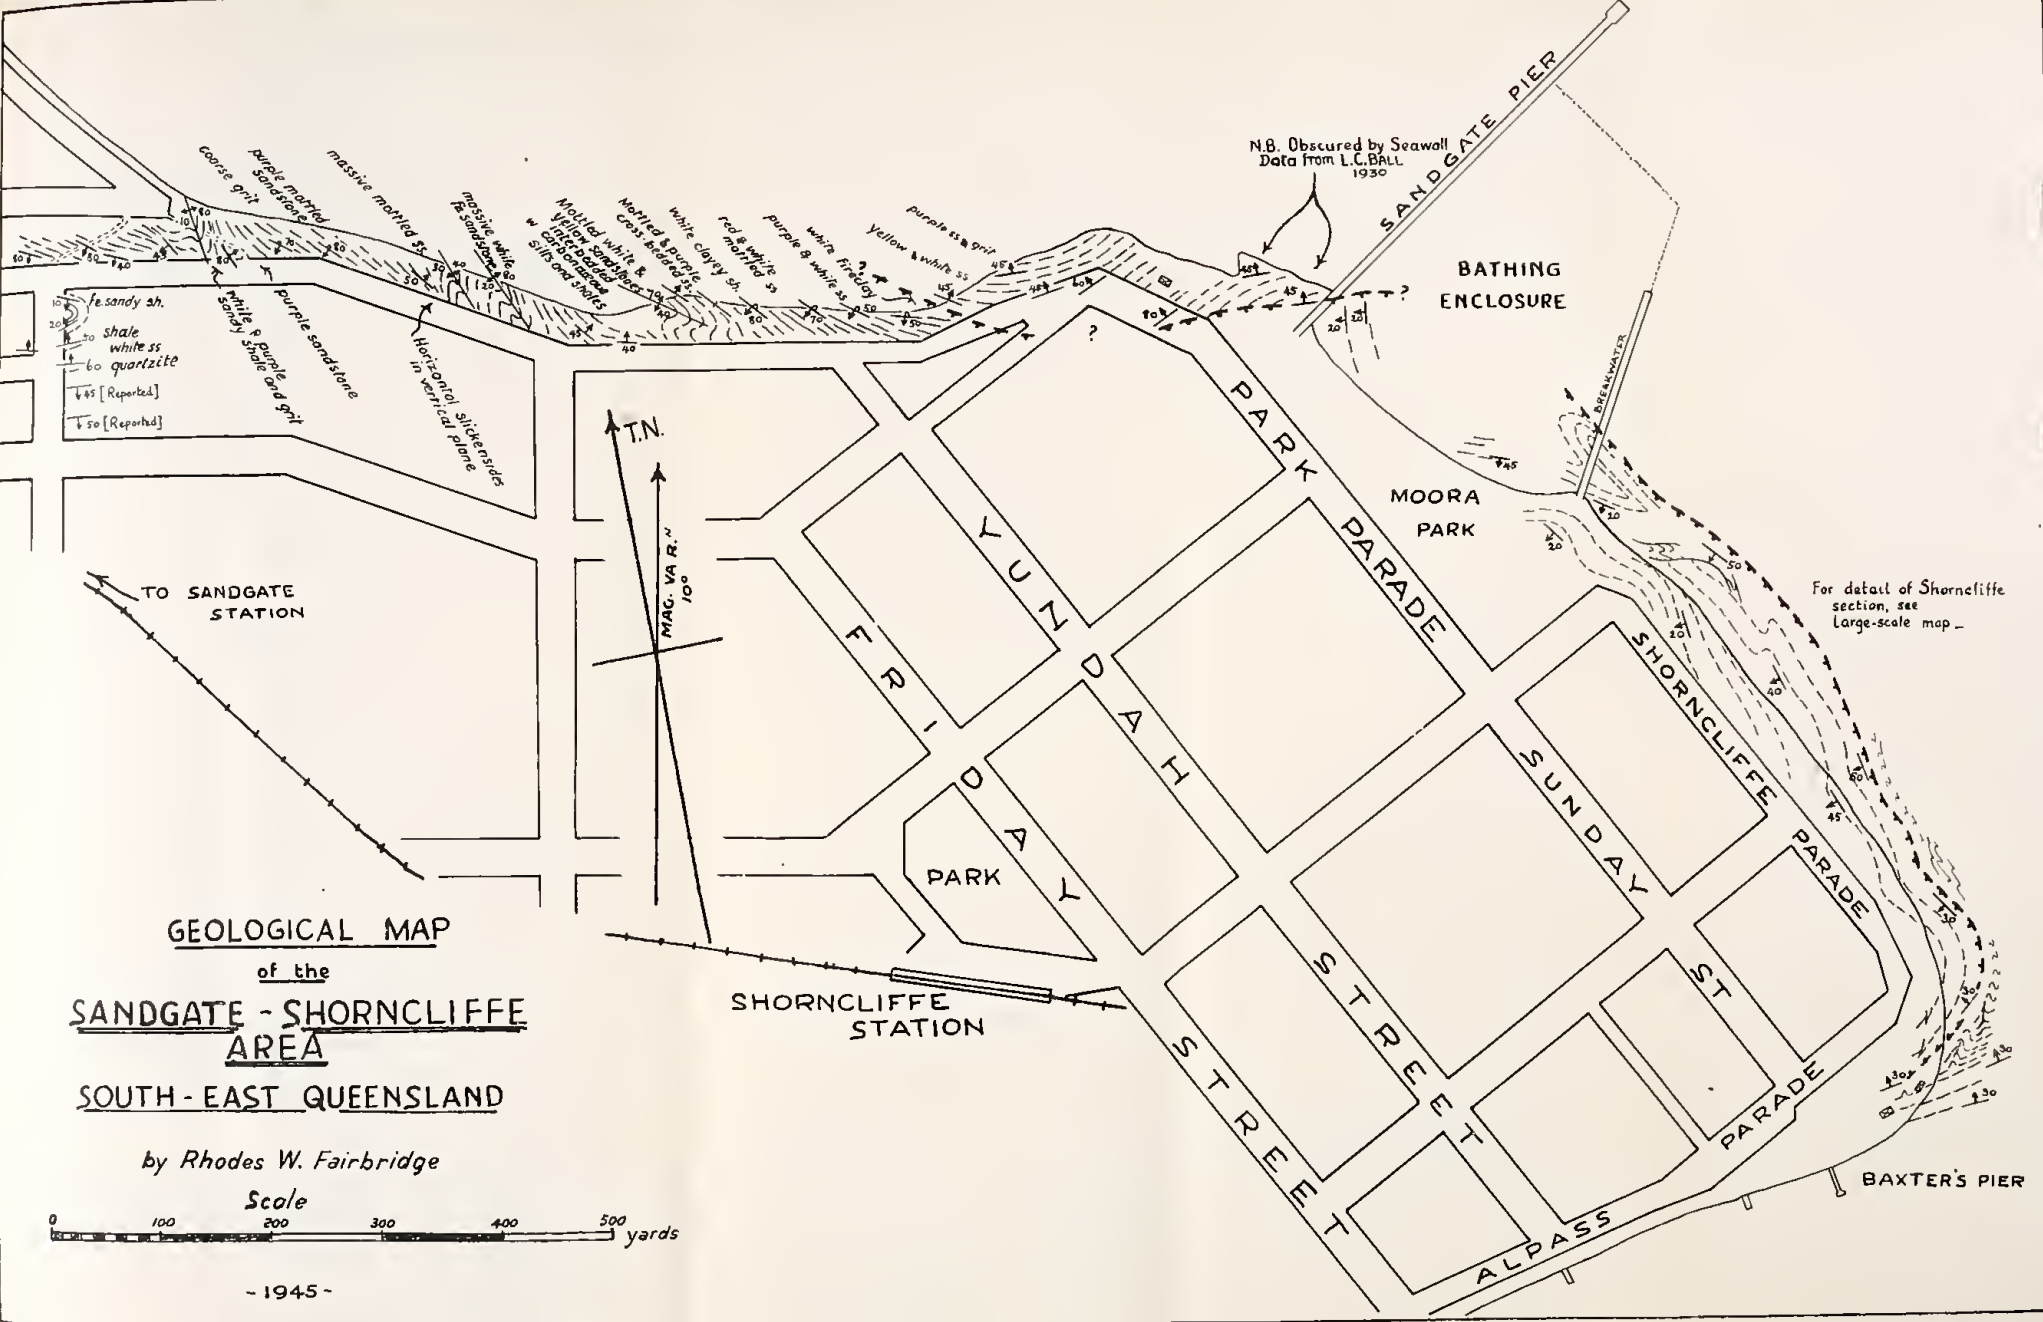 SANDGATE PIER
N.B. Obscured by Seawall
Data from L.C. BALL
1930
BATHING
ENCLOSURE
BREAKWATER
coarse grit
purple mottled
sandstone
massive mottled ss
massive white
Fe sandstone
Mottled white &
yellow sandstones
interbedded
w carbonaceous
silts and shales
Mottled & purple
cross bedded ss
white clayey sh.
red & white
mottled ss
purple & white ss
white fireclay
yellow & white ss
purple ss & grit
?
?
?
Fe sandy sh.
shale
white ss
60 quartzite
45 [Reported]
50 [Reported]
white & purple
sandy shale and grit
purple sandstone
Horizontal slickensides
in vertical plane
T.N.
MAG. VAR.N
10°
TO SANDGATE
STATION
MOORA
PARK
PARK PARADE
YUNDAH STREET
FRIDAY STREET
SUNDAY ST
SHORNCLIFFE PARADE
For detail of Shorncliffe
section, see
large-scale map _
PARK
SHORNCLIFFE
STATION
ALPASS PARADE
BAXTER'S PIER
GEOLOGICAL MAP
of the
SANDGATE - SHORNCLIFFE
AREA
SOUTH - EAST QUEENSLAND
by Rhodes W. Fairbridge
Scale
0 100 200 300 400 500
yards
- 1945 -